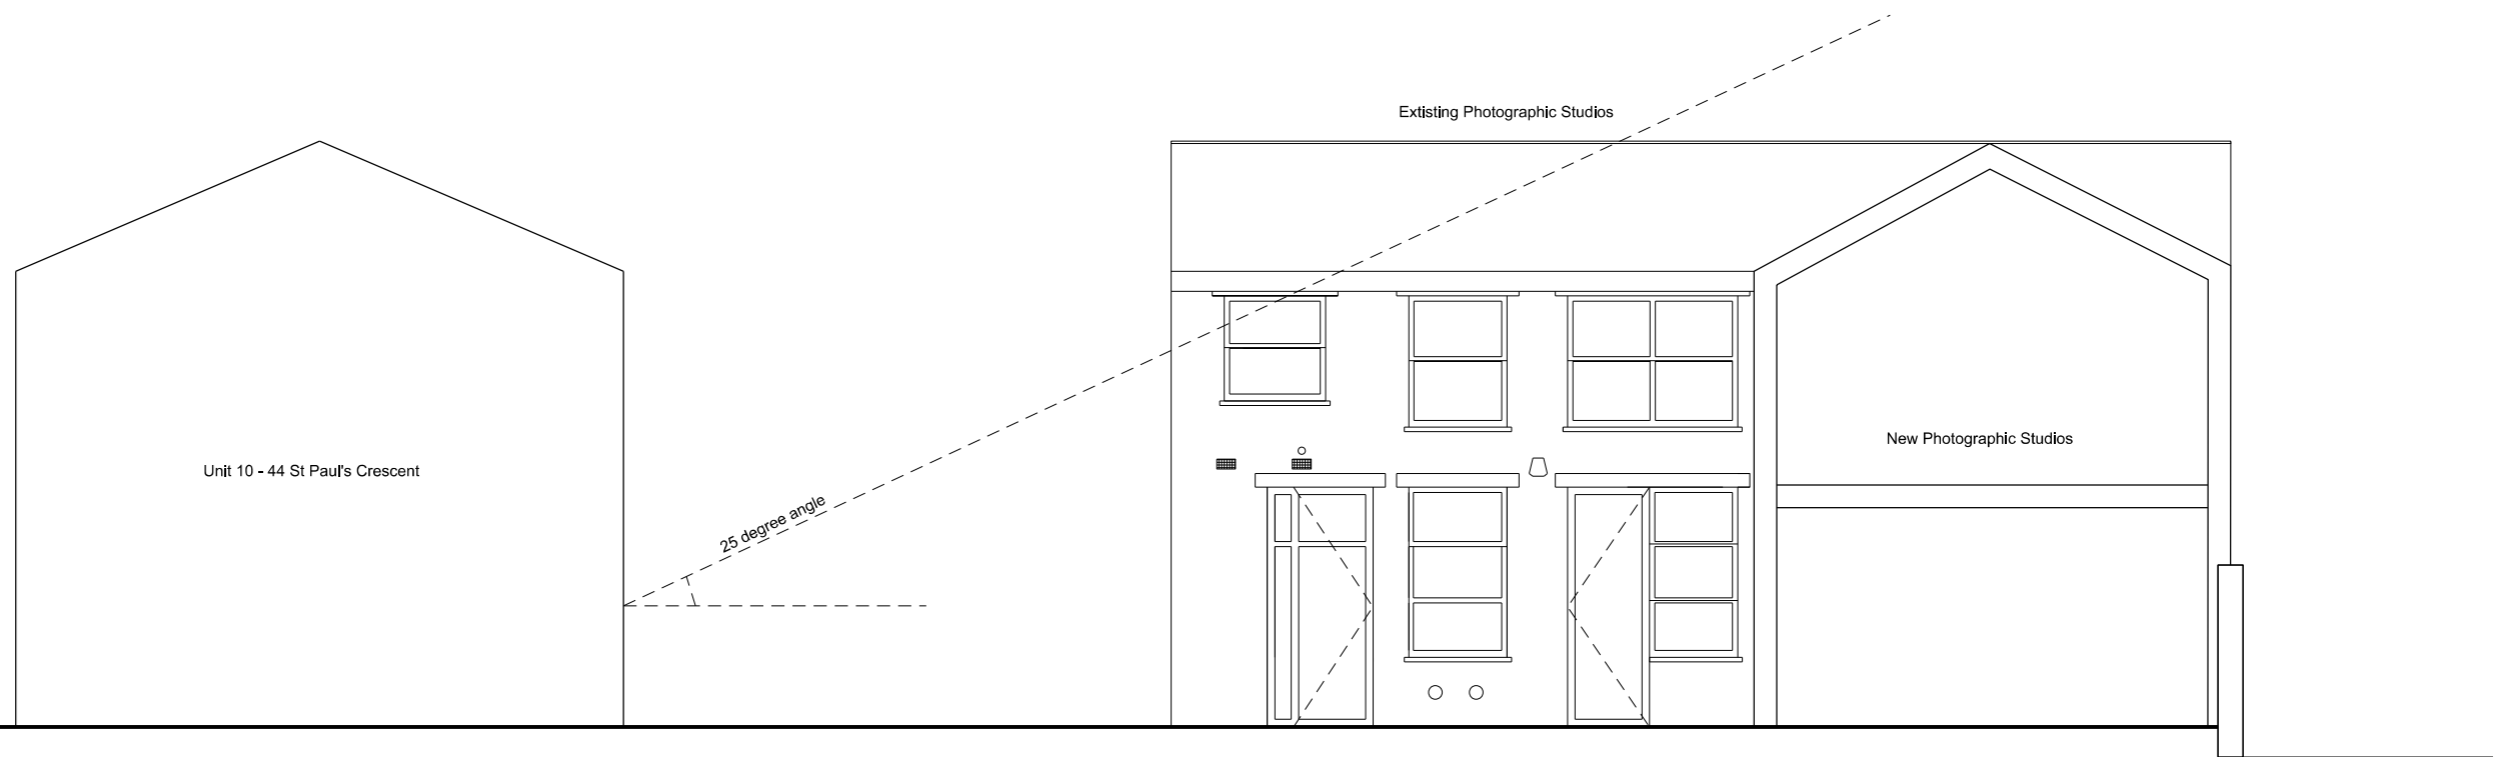 Extisting Photographic Studios
New Photographic Studios
Unit 10 - 44 St Paul's Crescent
25 degree angle